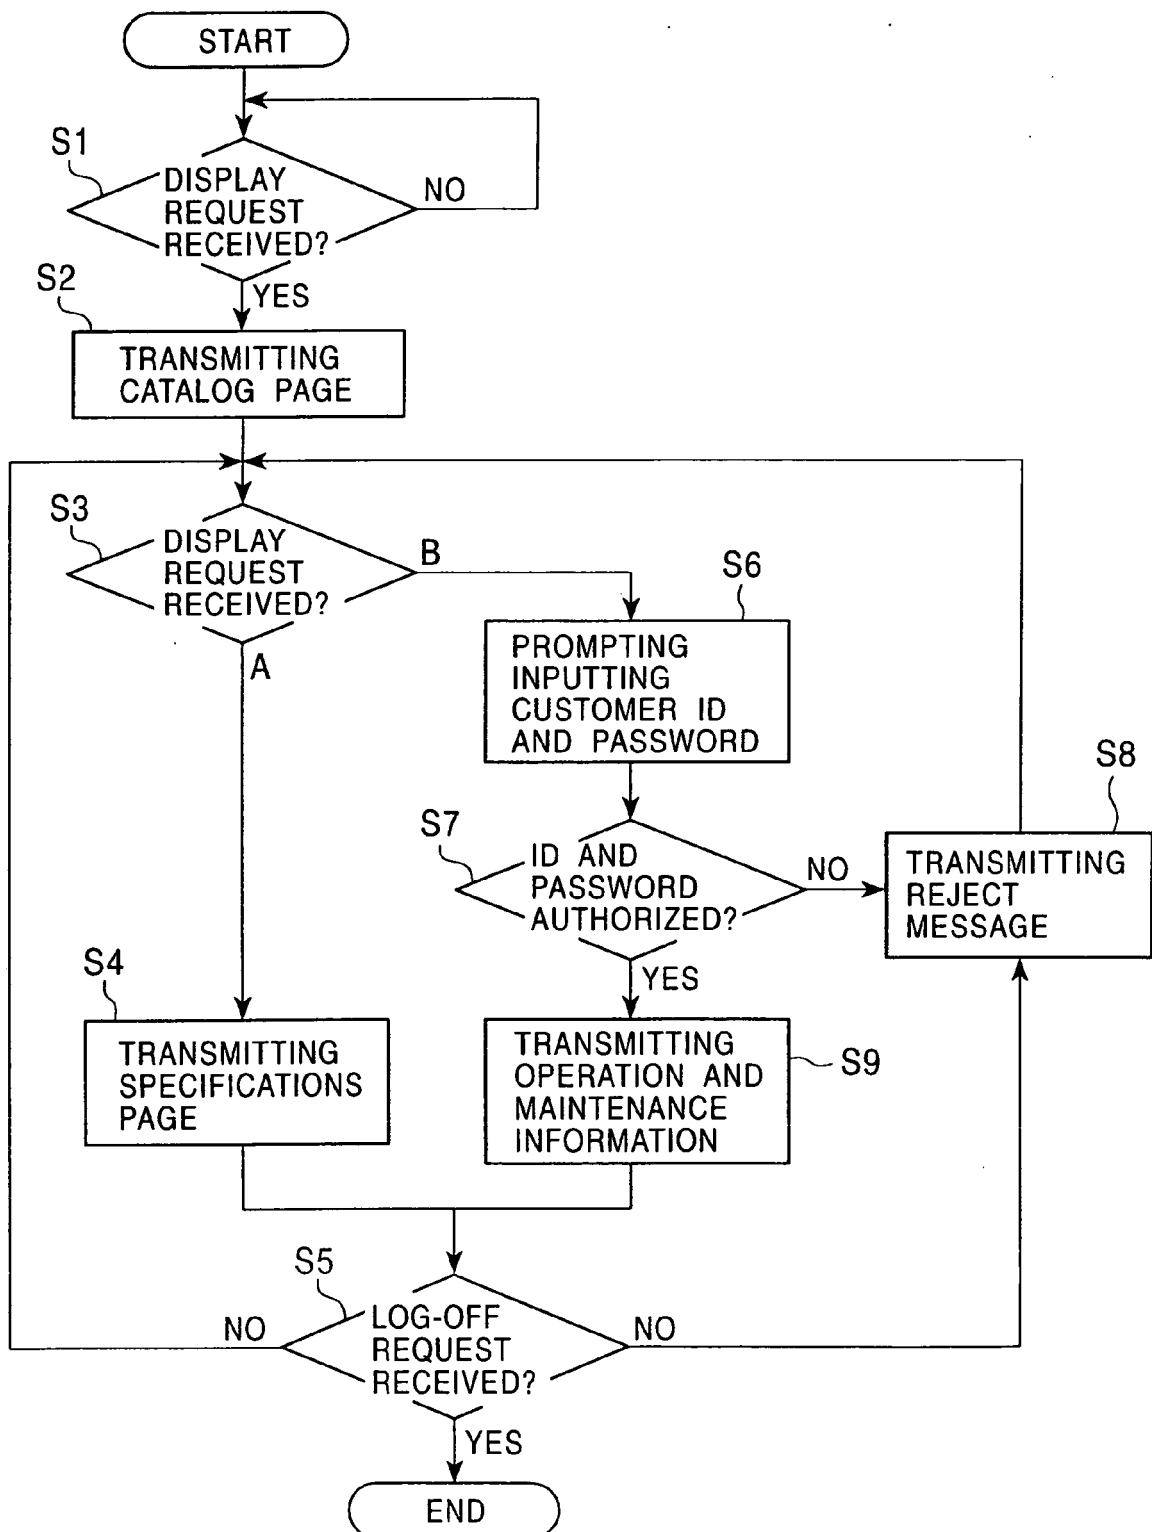 START
S1
DISPLAY
REQUEST
RECEIVED?
NO
YES
S2
TRANSMITTING
CATALOG PAGE
S3
DISPLAY
REQUEST
RECEIVED?
B
A
S6
PROMPTING
INPUTTING
CUSTOMER ID
AND PASSWORD
S7
ID AND
PASSWORD
AUTHORIZED?
NO
YES
S8
TRANSMITTING
REJECT
MESSAGE
S4
TRANSMITTING
SPECIFICATIONS
PAGE
TRANSMITTING
OPERATION AND
MAINTENANCE
INFORMATION
S9
S5
LOG-OFF
REQUEST
RECEIVED?
NO
NO
YES
END